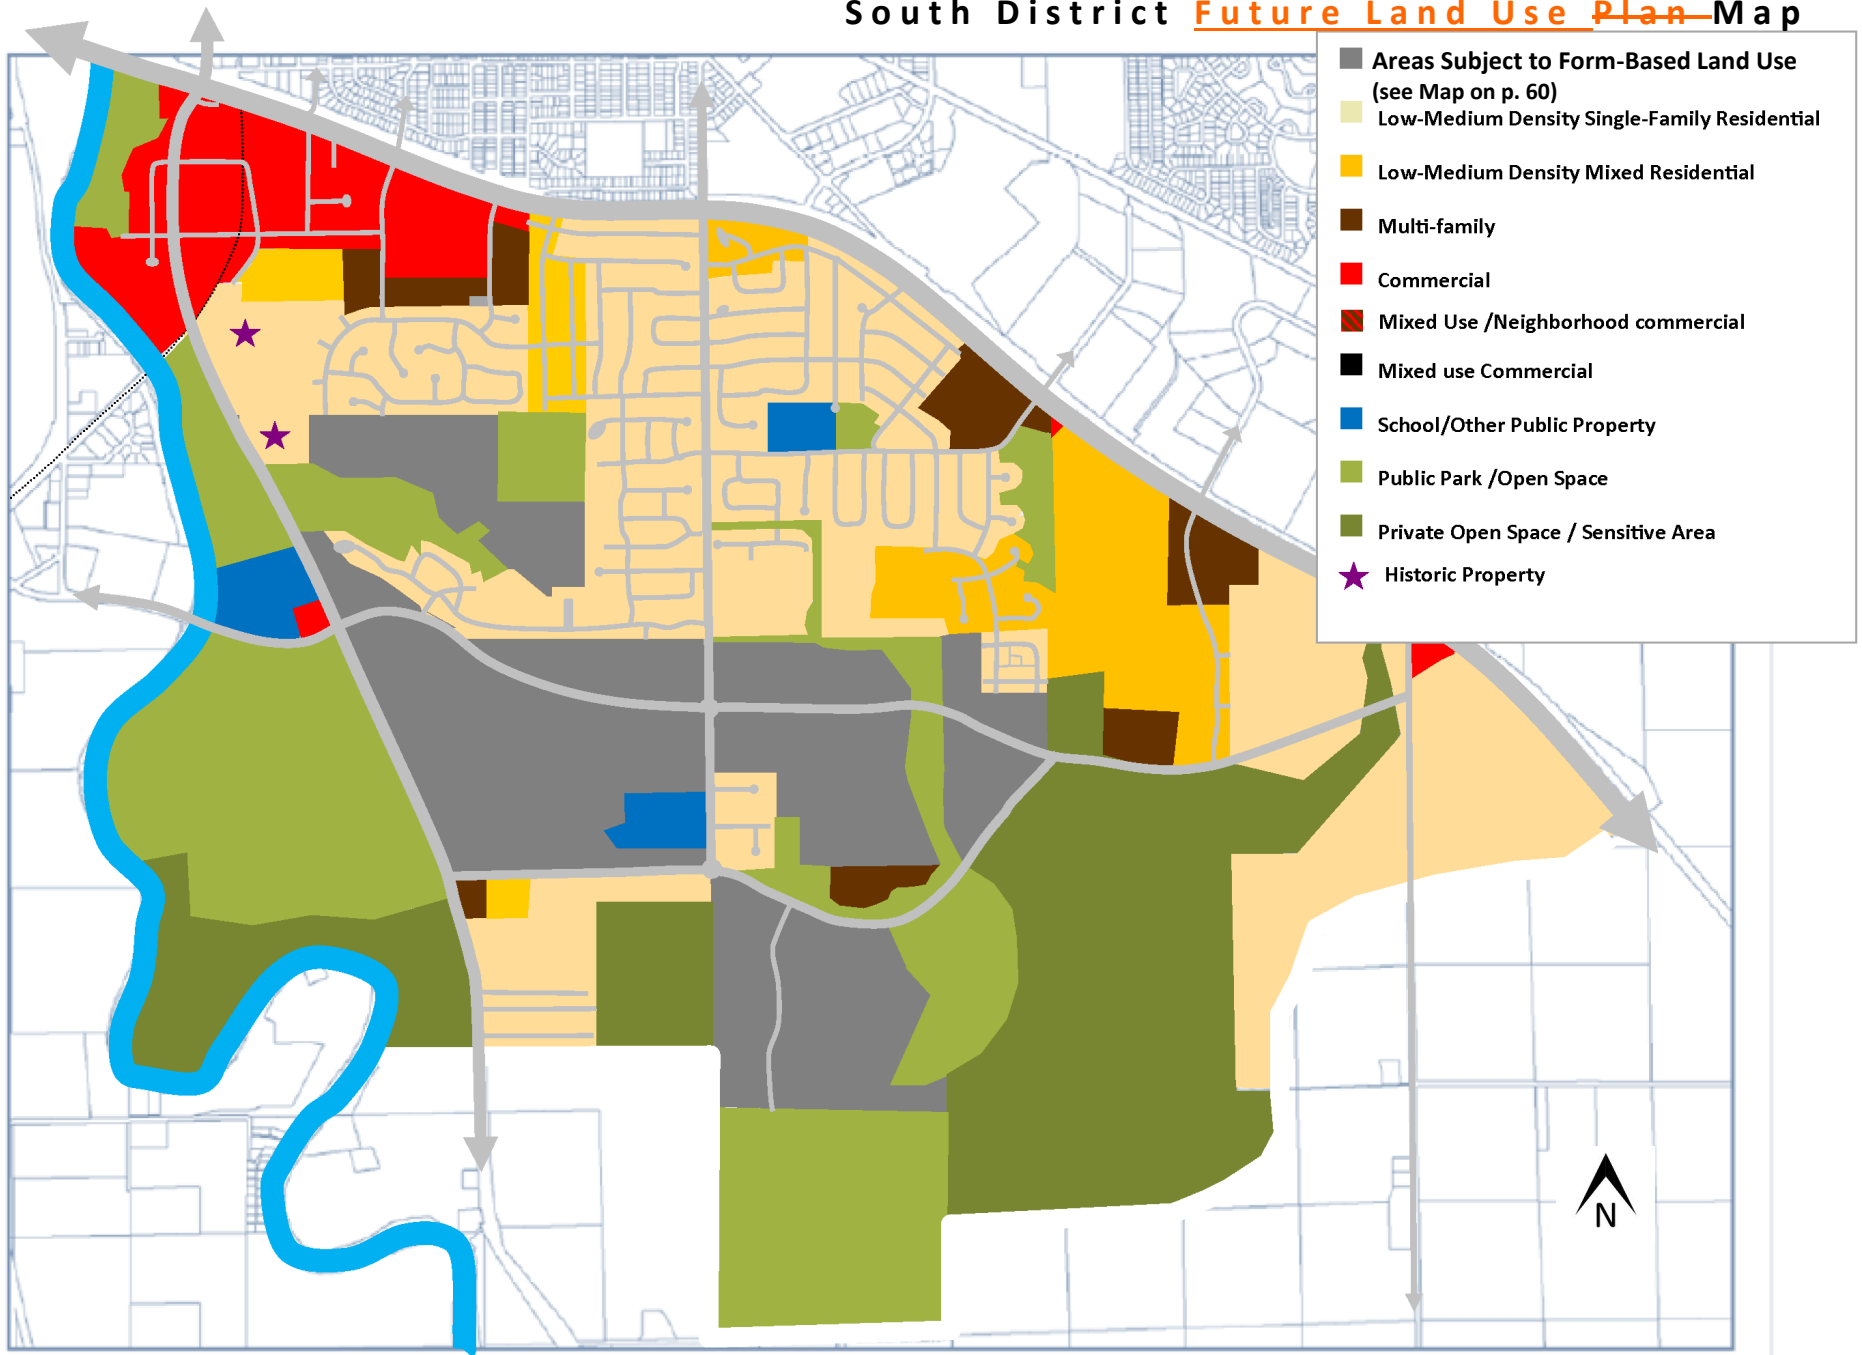 South District Future Land Use Plan Map
Areas Subject to Form-Based Land Use
(see Map on p. 60)
Low-Medium Density Single-Family Residential
Low-Medium Density Mixed Residential
Multi-family
Commercial
Mixed Use /Neighborhood commercial
Mixed use Commercial
School/Other Public Property
Public Park /Open Space
Private Open Space / Sensitive Area
Historic Property
N